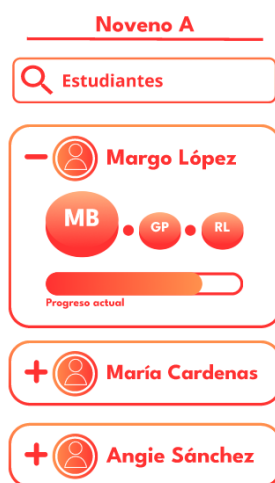 Noveno A
Estudiantes
Margo López
MB GP RL
Progreso actual
María Cardenas
Angie Sánchez